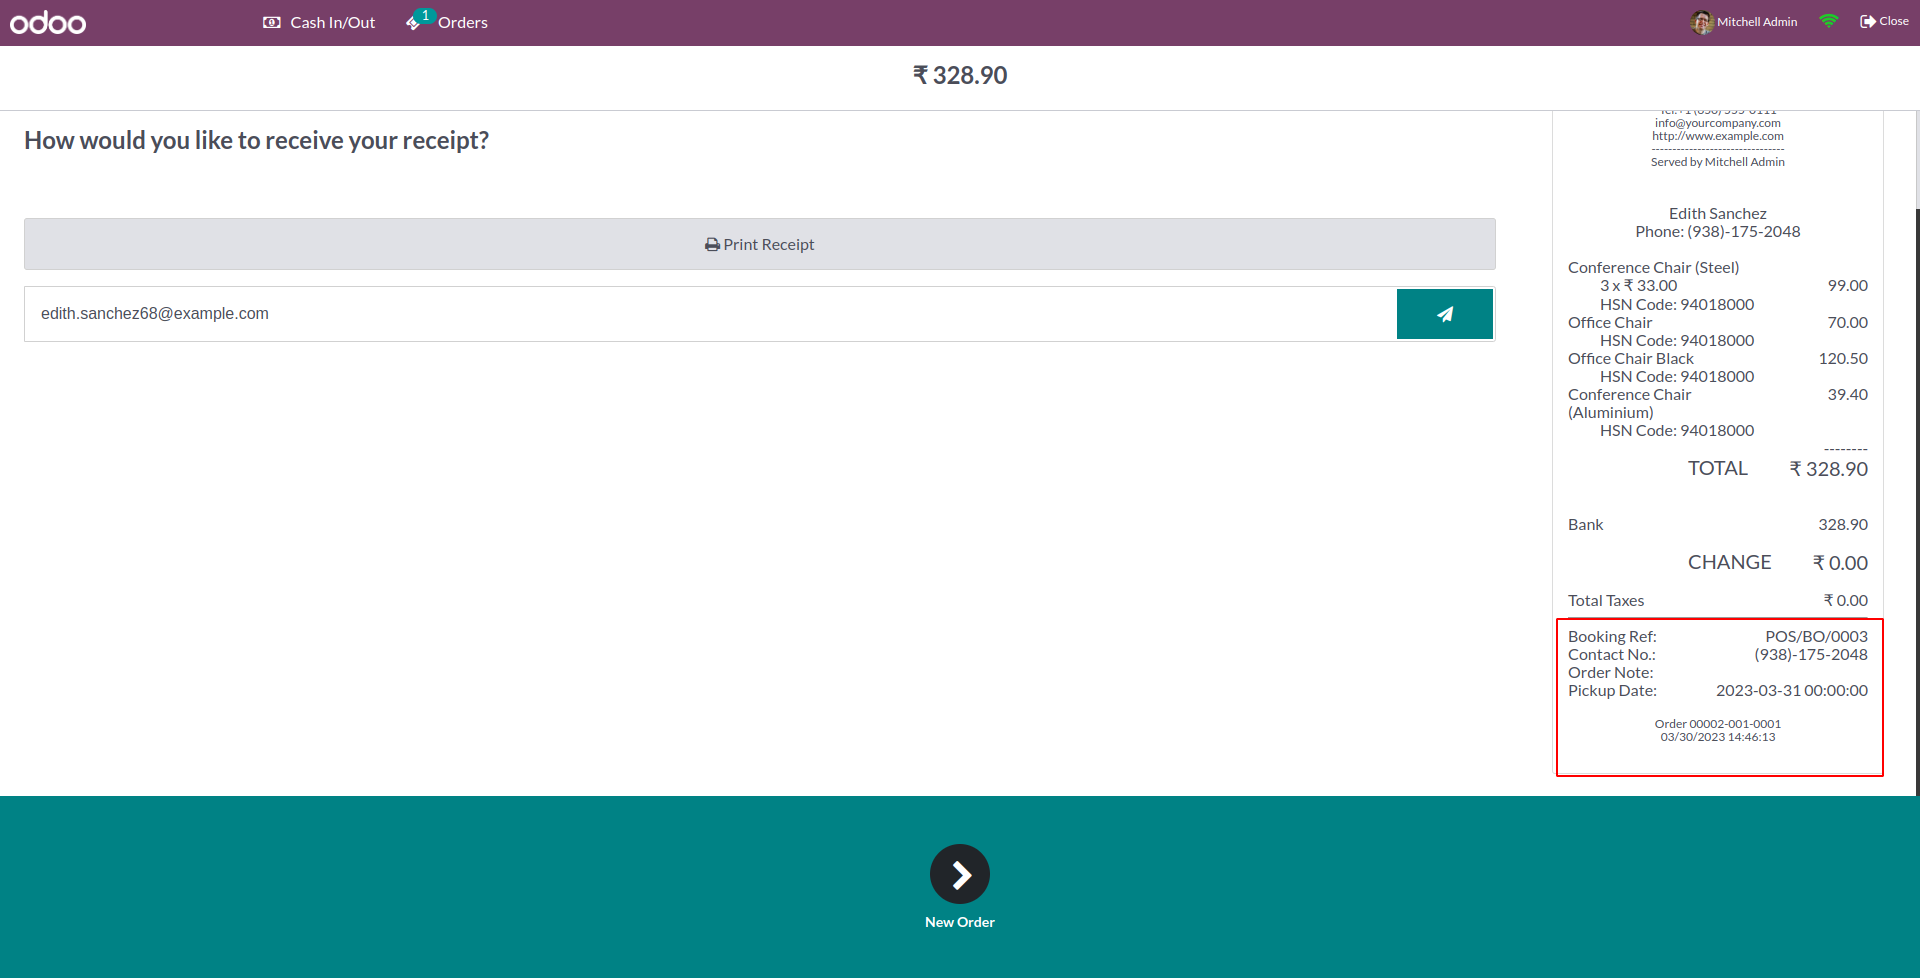 odoo
Cash In/Out
1
Orders
Mitchell Admin
Close
₹ 328.90
How would you like to receive your receipt?
Print Receipt
edith.sanchez68@example.com
info@yourcompany.com
http://www.example.com
--------------------------------
Served by Mitchell Admin
Edith Sanchez
Phone: (938)-175-2048
Conference Chair (Steel)
3 x ₹ 33.00 99.00
HSN Code: 94018000
Office Chair 70.00
HSN Code: 94018000
Office Chair Black 120.50
HSN Code: 94018000
Conference Chair 39.40
(Aluminium)
HSN Code: 94018000
--------
TOTAL ₹ 328.90
Bank 328.90
CHANGE ₹ 0.00
Total Taxes ₹ 0.00
Booking Ref: POS/BO/0003
Contact No.: (938)-175-2048
Order Note:
Pickup Date: 2023-03-31 00:00:00
Order 00002-001-0001
03/30/2023 14:46:13
New Order